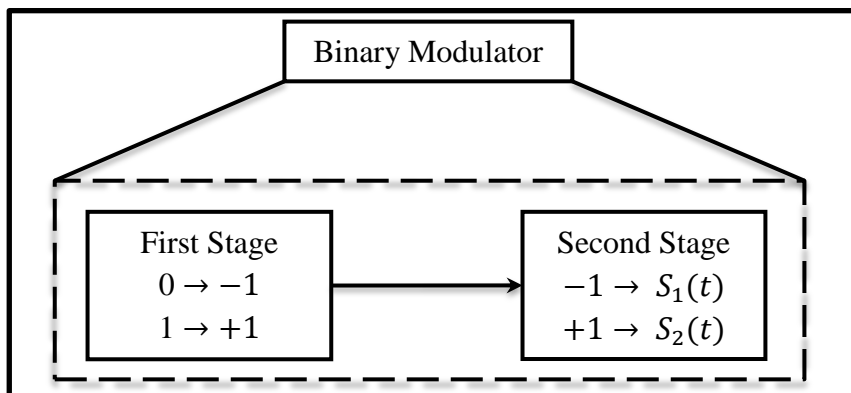 Binary Modulator
First Stage
0 → −1
1 → +1
Second Stage
−1 → S₁(t)
+1 → S₂(t)